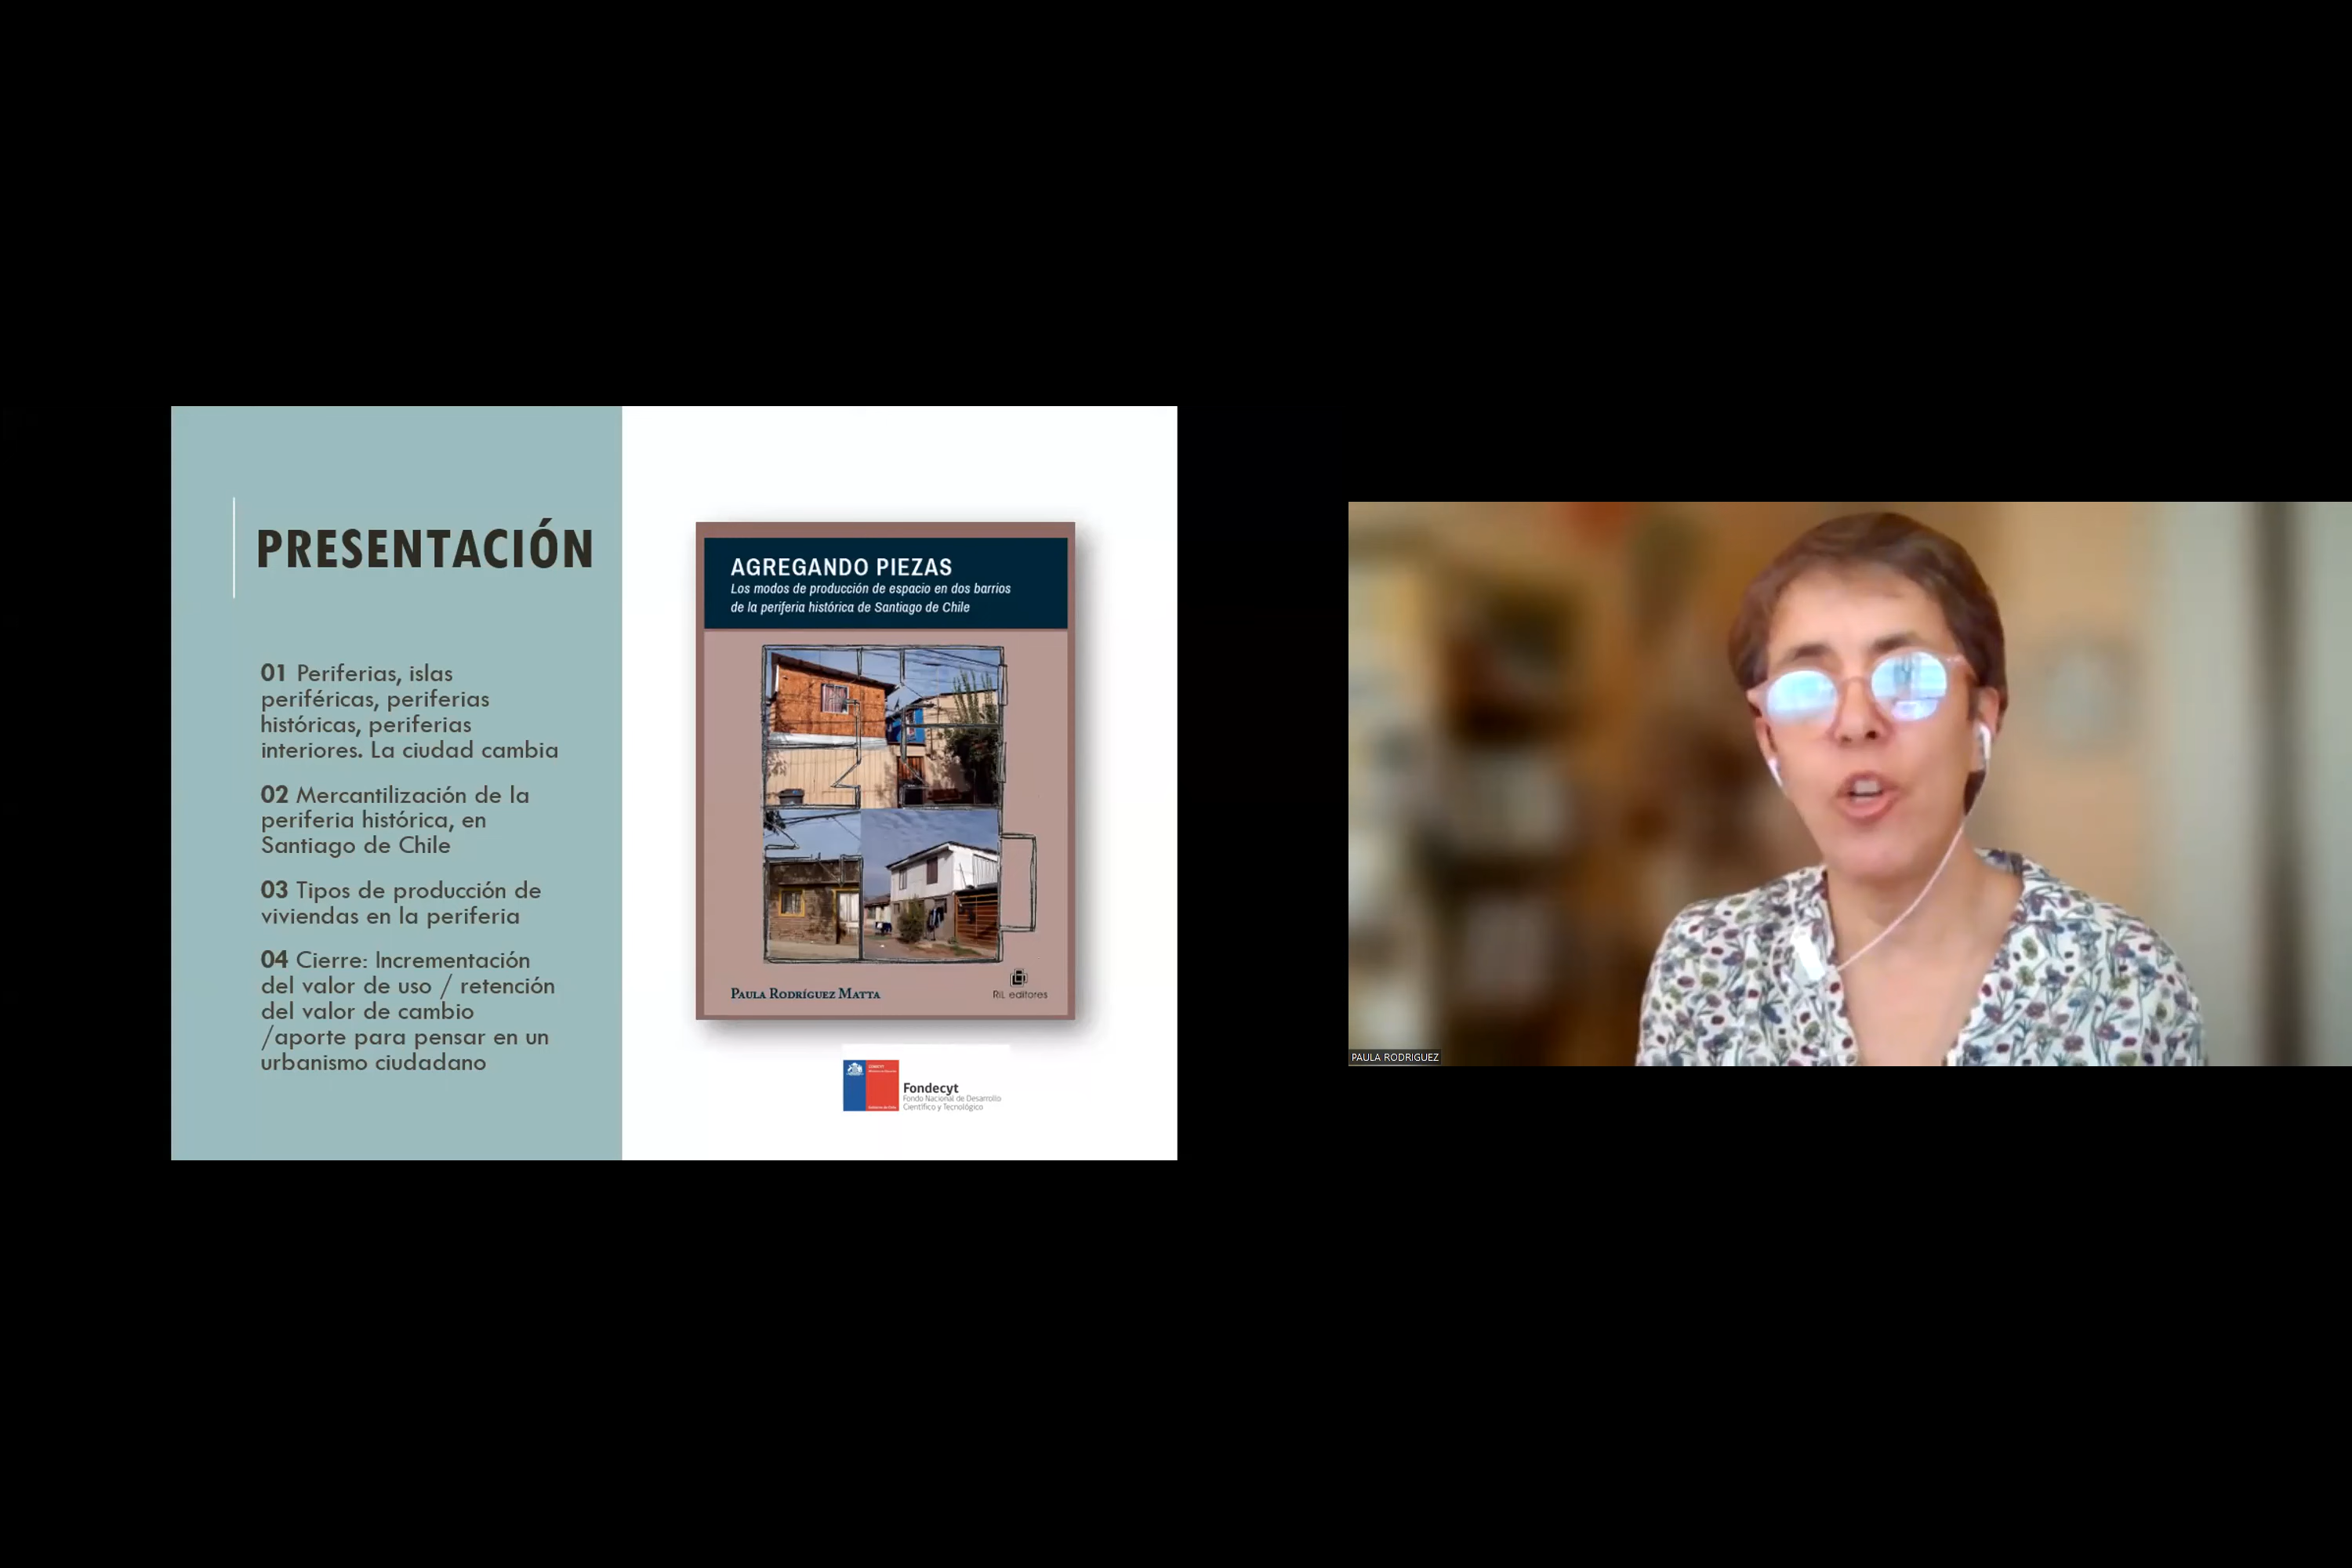 PRESENTACIÓN
01 Periferias, islas
periféricas, periferias
históricas, periferias
interiores. La ciudad cambia
02 Mercantilización de la
periferia histórica, en
Santiago de Chile
03 Tipos de producción de
viviendas en la periferia
04 Cierre: Incrementación
del valor de uso / retención
del valor de cambio
/aporte para pensar en un
urbanismo ciudadano
AGREGANDO PIEZAS
Los modos de producción de espacio en dos barrios
de la periferia histórica de Santiago de Chile
PAULA RODRÍGUEZ MATTA
RiL editores
Fondecyt
Fondo Nacional de Desarrollo
Científico y Tecnológico
PAULA RODRIGUEZ